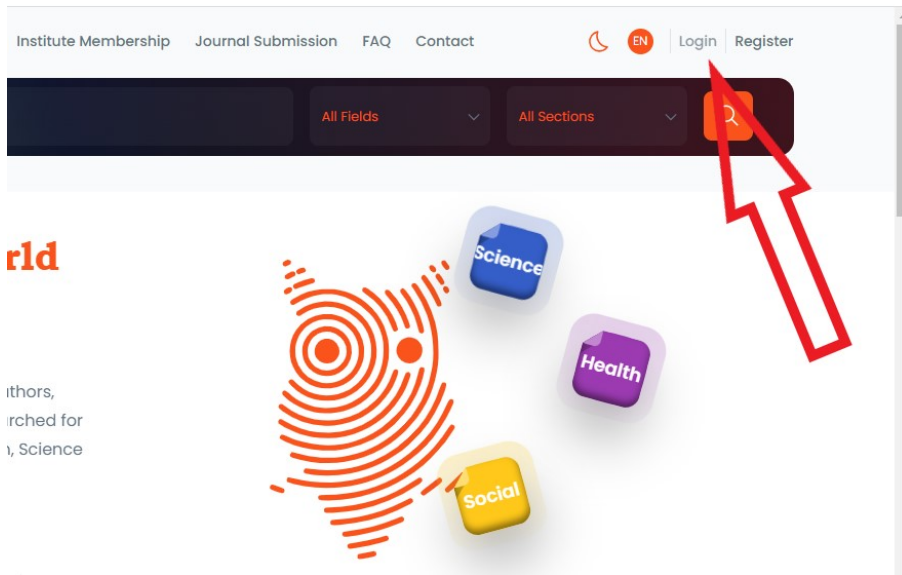 Institute Membership Journal Submission FAQ Contact EN Login Register
All Fields All Sections
rld
Science
Health
thors,
rched for
, Science
Social